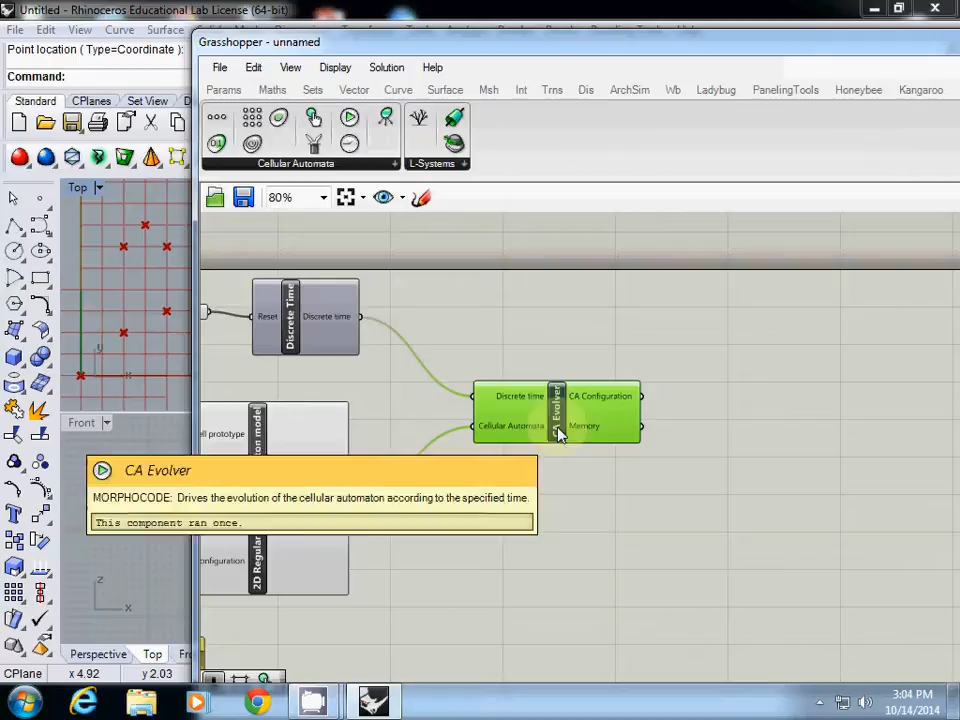 Untitled - Rhinoceros Educational Lab License (64-bit)
File Edit View Curve Surface
Point location ( Type=Coordinate ):
Command:
Standard CPlanes Set View D
Top
Front
Perspective Top Fro
CPlane x 4.92 y 2.03
Grasshopper - unnamed
File Edit View Display Solution Help
Params Maths Sets Vector Curve Surface Msh Int Trns Dis ArchSim Wb Ladybug PanelingTools Honeybee Kangaroo
Cellular Automata L-Systems
80%
Reset Discrete Time Discrete time
Discrete time CA Evolver CA Configuration
Cellular Automata Memory
ell prototype
on model
CA Evolver
MORPHOCODE: Drives the evolution of the cellular automaton according to the specified time.
This component ran once.
onfiguration
2D Regular
y
x
z
x
3:04 PM
10/14/2014